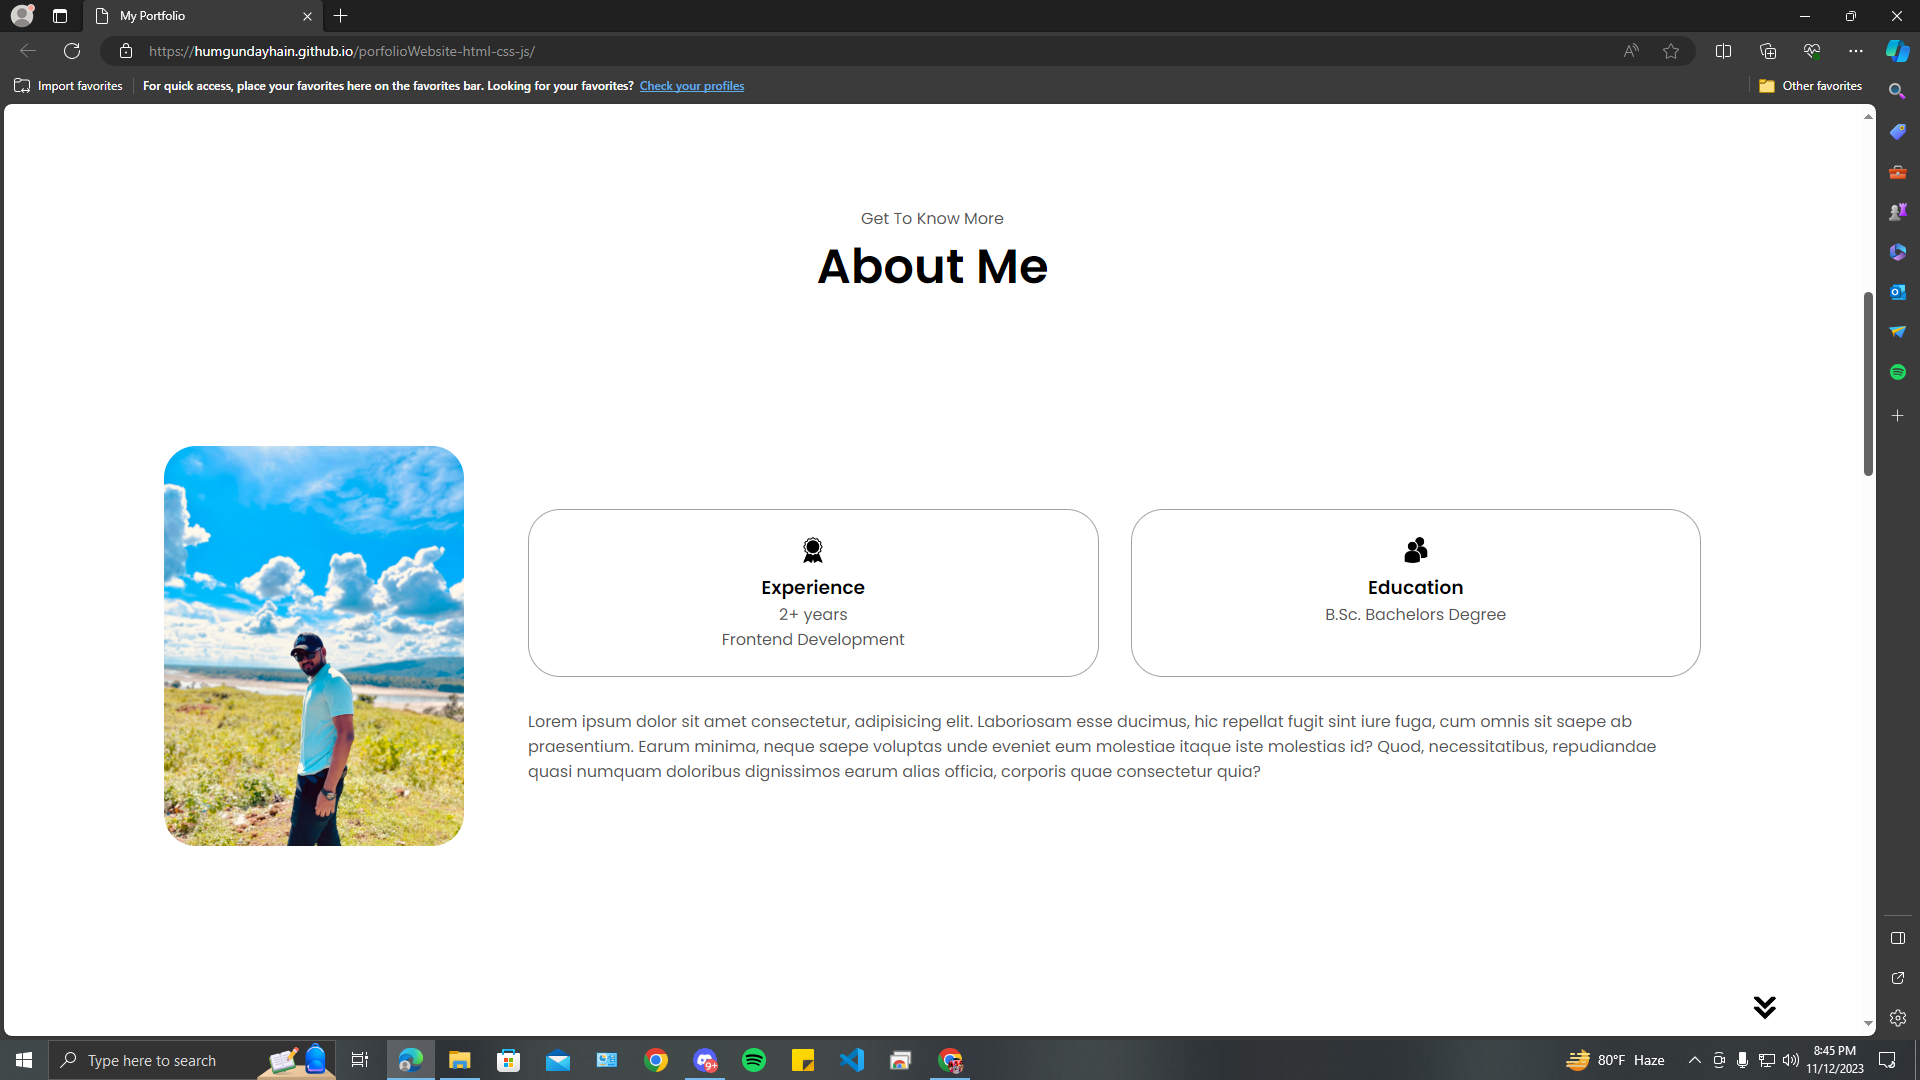 My Portfolio
https://humgundayhain.github.io/porfolioWebsite-html-css-js/
Import favorites
For quick access, place your favorites here on the favorites bar. Looking for your favorites? Check your profiles
Other favorites
Get To Know More
About Me
Experience
2+ years
Frontend Development
Education
B.Sc. Bachelors Degree
Lorem ipsum dolor sit amet consectetur, adipisicing elit. Laboriosam esse ducimus, hic repellat fugit sint iure fuga, cum omnis sit saepe ab
praesentium. Earum minima, neque saepe voluptas unde eveniet eum molestiae itaque iste molestias id? Quod, necessitatibus, repudiandae
quasi numquam doloribus dignissimos earum alias officia, corporis quae consectetur quia?
Type here to search
9+
80°F Haze
8:45 PM
11/12/2023